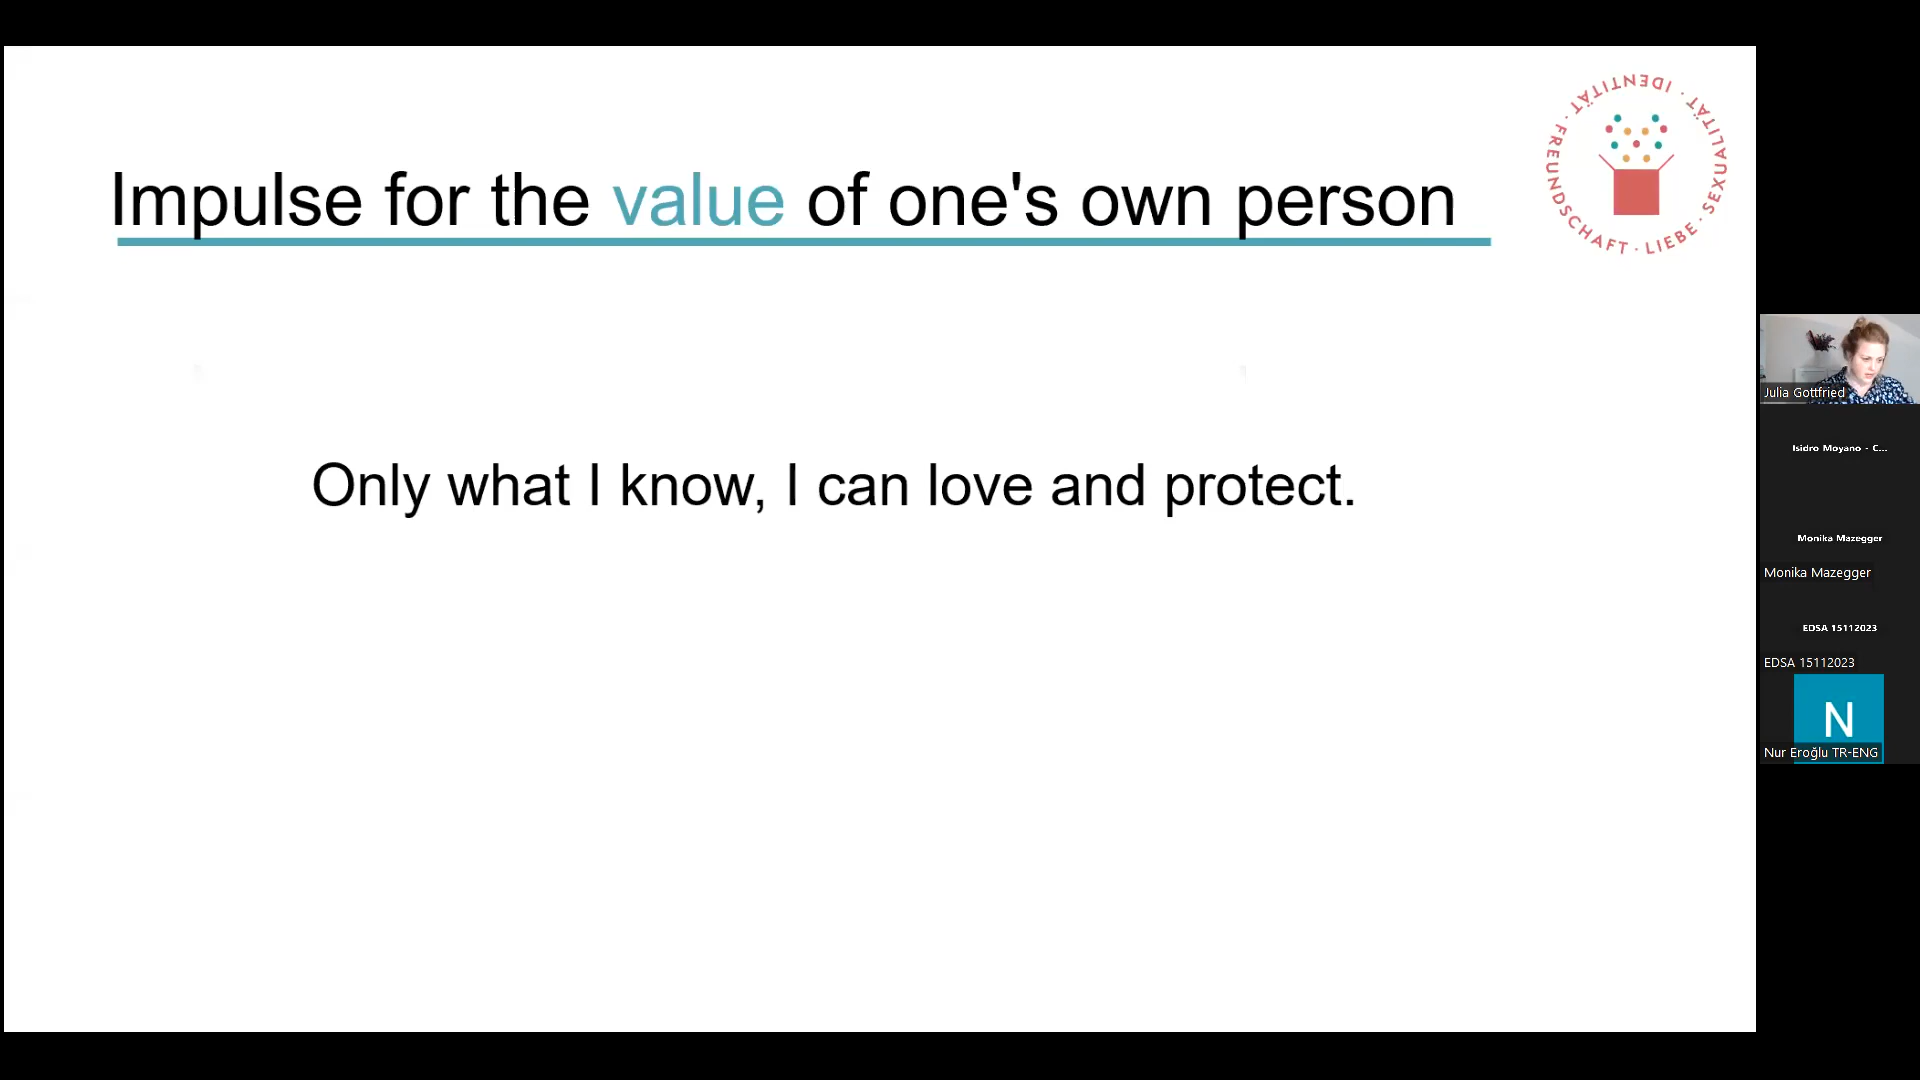 Impulse for the value of one's own person
IDENTITÄT · SEXUALITÄT · LIEBE · FREUNDSCHAFT ·
Only what I know, I can love and protect.
Julia Gottfried
Isidro Moyano - C...
Monika Mazegger
Monika Mazegger
EDSA 15112023
EDSA 15112023
N
Nur Eroğlu TR-ENG